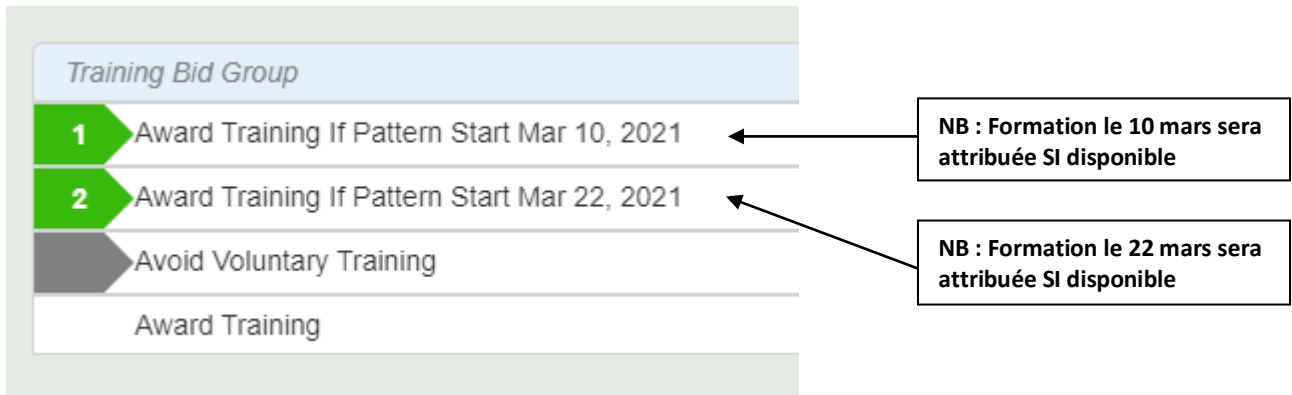 Training Bid Group
1 Award Training If Pattern Start Mar 10, 2021
NB : Formation le 10 mars sera
attribuée SI disponible
2 Award Training If Pattern Start Mar 22, 2021
Avoid Voluntary Training
NB : Formation le 22 mars sera
attribuée SI disponible
Award Training